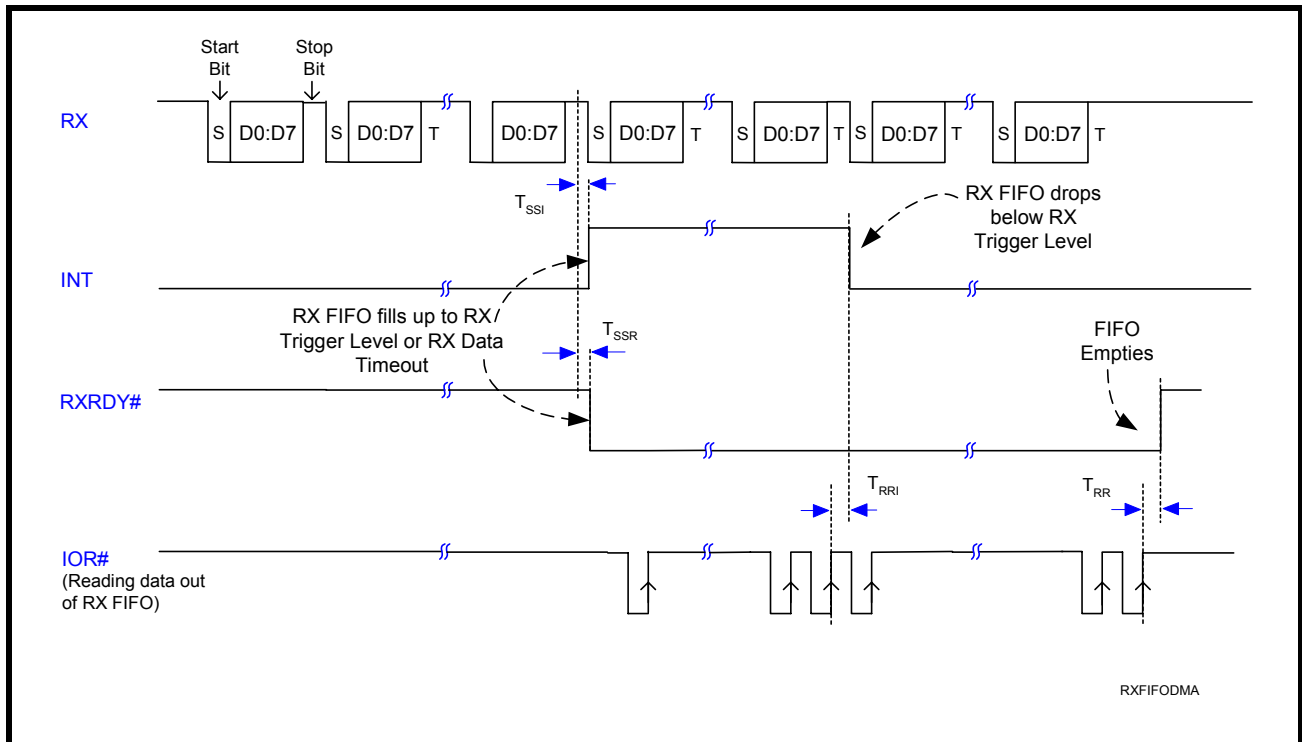 Start
Bit
Stop
Bit
RX
S D0:D7 S D0:D7 T D0:D7 S D0:D7 T S D0:D7 T S D0:D7 S D0:D7 T
TSSI
RX FIFO drops
below RX
Trigger Level
INT
RX FIFO fills up to RX
Trigger Level or RX Data
Timeout
TSSR
FIFO
Empties
RXRDY#
TRRI
TRR
IOR#
(Reading data out
of RX FIFO)
RXFIFODMA